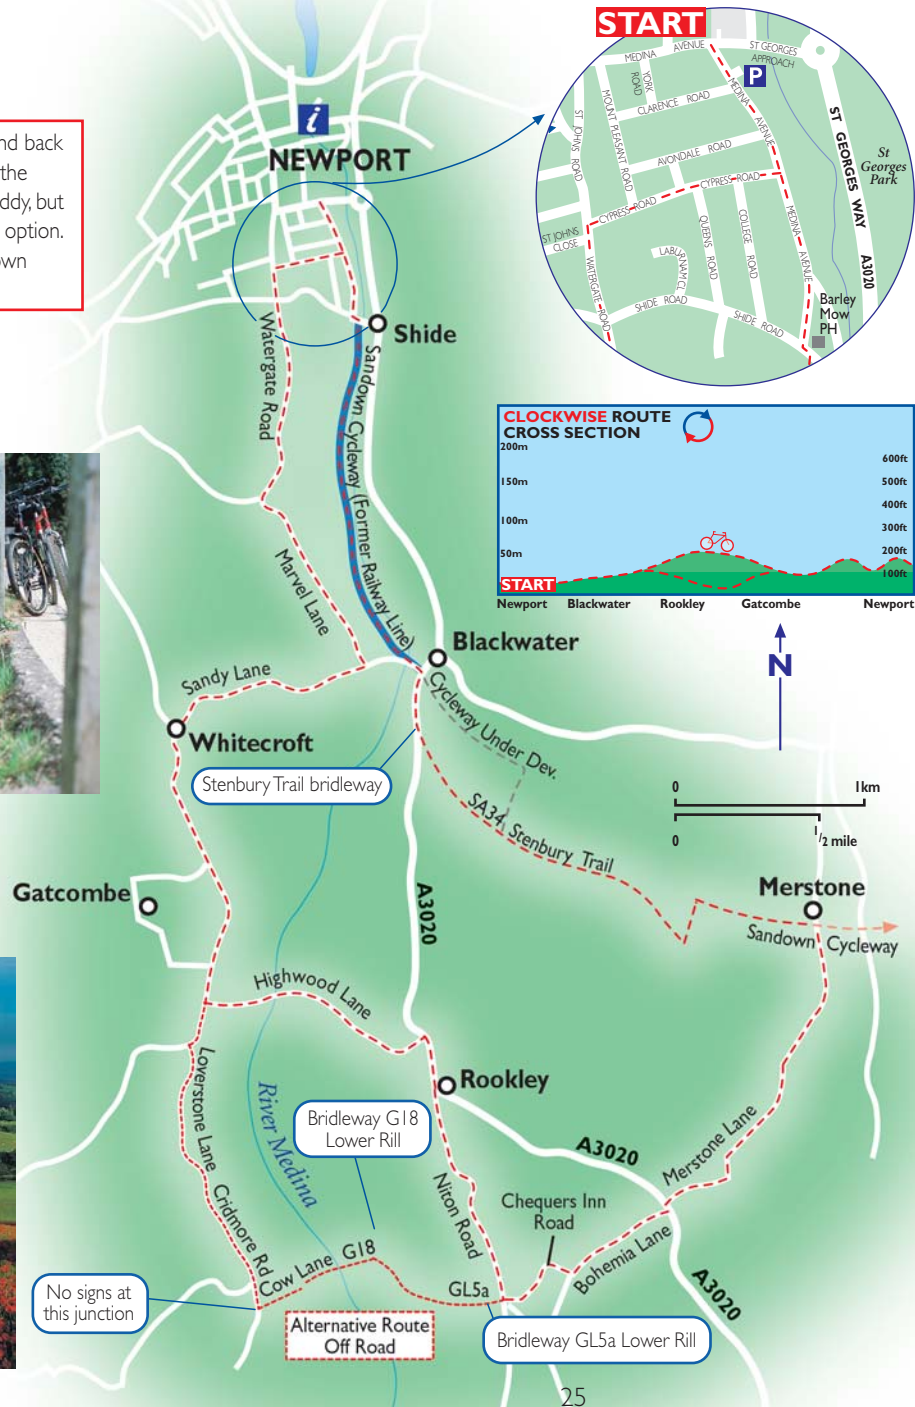 START
MEDINA AVENUE
ST GEORGES
APPROACH
P
YORK
ROAD
MEDINA AVENUE
CLARENCE ROAD
MOUNT PLEASANT ROAD
ST JOHNS ROAD
AVONDALE ROAD
ST GEORGES WAY
A3020
St
Georges
Park
CYPRESS ROAD
CYPRESS ROAD
MEDINA AVENUE
ST JOHNS
CLOSE
QUEENS ROAD
COLLEGE ROAD
LABURNAM CL
WATERGATE ROAD
SHIDE ROAD
SHIDE ROAD
Barley
Mow
PH
nd back
the
ddy, but
option.
own
i
NEWPORT
Shide
Watergate Road
Sandown Cycleway (Former Railway Line)
CLOCKWISE ROUTE
CROSS SECTION
200m
150m
100m
50m
600ft
500ft
400ft
300ft
200ft
100ft
START
Newport Blackwater Rookley Gatcombe Newport
N
Marvel Lane
Blackwater
Sandy Lane
Whitecroft
Cycleway Under Dev.
Stenbury Trail bridleway
SA34 Stenbury Trail
0 1km
0 1/2 mile
Gatcombe
A3020
Merstone
Sandown Cycleway
Highwood Lane
Rookley
Loverstone Lane
River Medina
Bridleway G18
Lower Rill
A3020
Merstone Lane
Niton Road
Chequers Inn
Road
Cridmore Rd
Cow Lane G18
GL5a
Bohemia Lane
A3020
No signs at
this junction
Alternative Route
Off Road
Bridleway GL5a Lower Rill
25